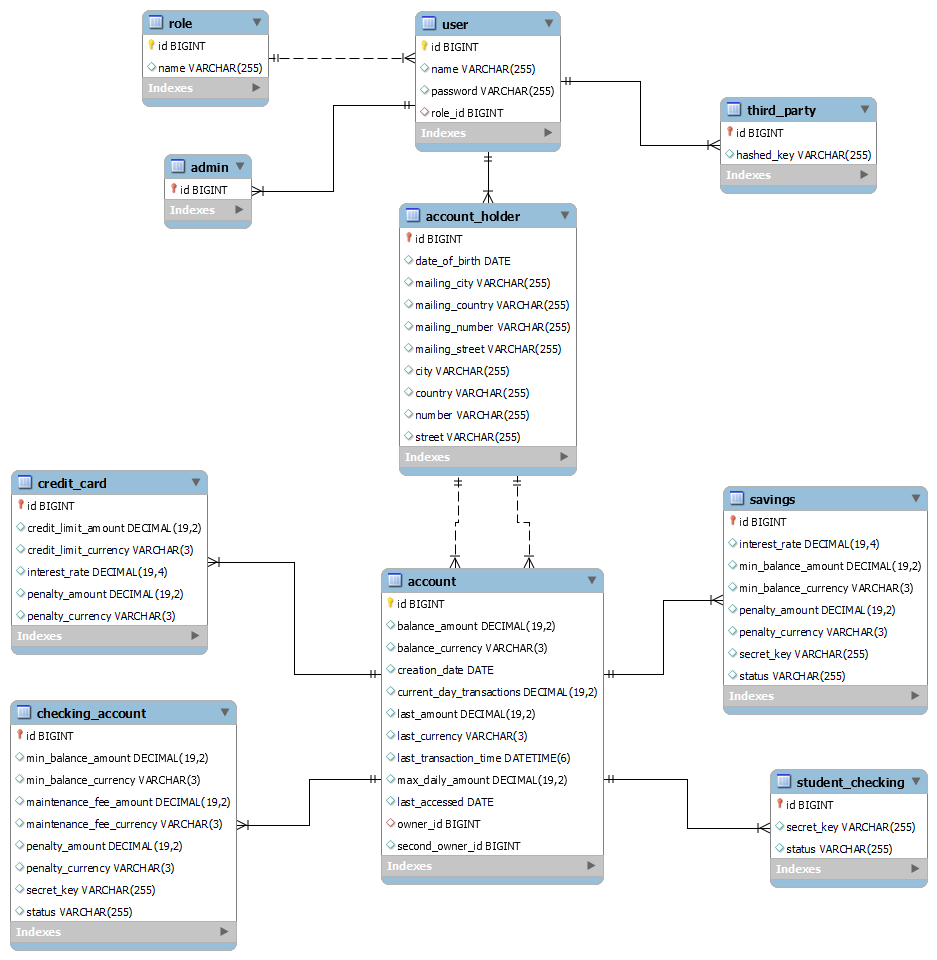 role
id BIGINT
name VARCHAR(255)
Indexes
user
id BIGINT
name VARCHAR(255)
password VARCHAR(255)
role_id BIGINT
Indexes
third_party
id BIGINT
hashed_key VARCHAR(255)
Indexes
admin
id BIGINT
Indexes
account_holder
id BIGINT
date_of_birth DATE
mailing_city VARCHAR(255)
mailing_country VARCHAR(255)
mailing_number VARCHAR(255)
mailing_street VARCHAR(255)
city VARCHAR(255)
country VARCHAR(255)
number VARCHAR(255)
street VARCHAR(255)
Indexes
credit_card
id BIGINT
credit_limit_amount DECIMAL(19,2)
credit_limit_currency VARCHAR(3)
interest_rate DECIMAL(19,4)
penalty_amount DECIMAL(19,2)
penalty_currency VARCHAR(3)
Indexes
savings
id BIGINT
interest_rate DECIMAL(19,4)
min_balance_amount DECIMAL(19,2)
min_balance_currency VARCHAR(3)
penalty_amount DECIMAL(19,2)
penalty_currency VARCHAR(3)
secret_key VARCHAR(255)
status VARCHAR(255)
Indexes
account
id BIGINT
balance_amount DECIMAL(19,2)
balance_currency VARCHAR(3)
creation_date DATE
current_day_transactions DECIMAL(19,2)
last_amount DECIMAL(19,2)
last_currency VARCHAR(3)
last_transaction_time DATETIME(6)
max_daily_amount DECIMAL(19,2)
last_accessed DATE
owner_id BIGINT
second_owner_id BIGINT
Indexes
checking_account
id BIGINT
min_balance_amount DECIMAL(19,2)
min_balance_currency VARCHAR(3)
maintenance_fee_amount DECIMAL(19,2)
maintenance_fee_currency VARCHAR(3)
penalty_amount DECIMAL(19,2)
penalty_currency VARCHAR(3)
secret_key VARCHAR(255)
status VARCHAR(255)
Indexes
student_checking
id BIGINT
secret_key VARCHAR(255)
status VARCHAR(255)
Indexes